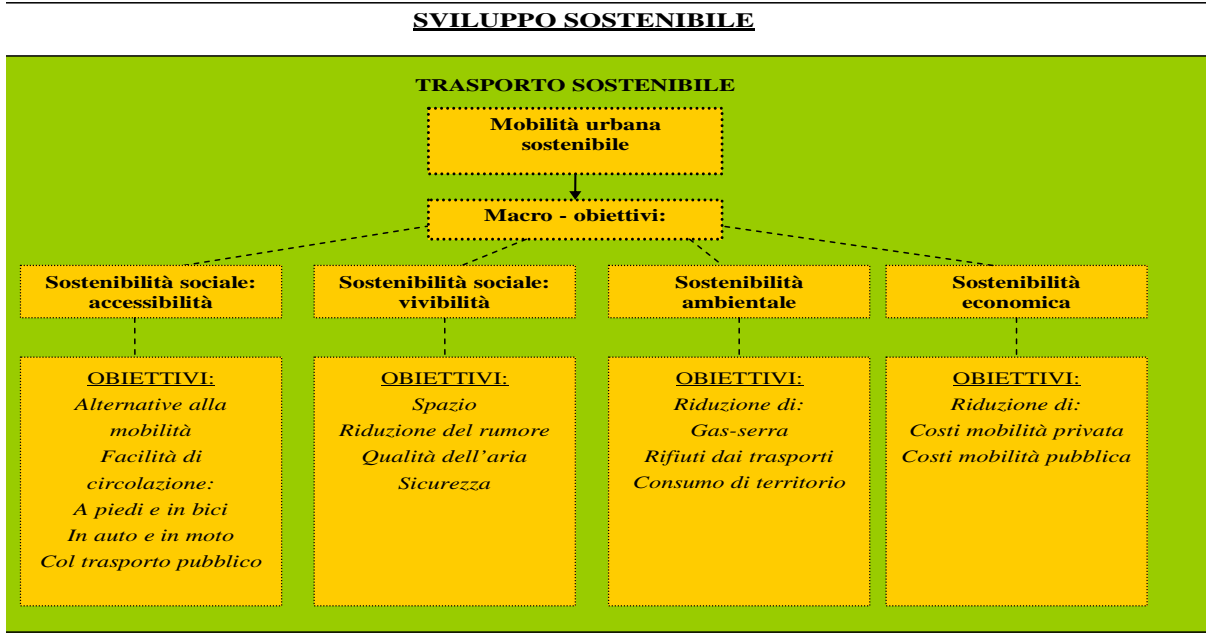 SVILUPPO SOSTENIBILE
TRASPORTO SOSTENIBILE
Mobilità urbana
sostenibile
Macro - obiettivi:
Sostenibilità sociale:
accessibilità
Sostenibilità sociale:
vivibilità
Sostenibilità
ambientale
Sostenibilità
economica
OBIETTIVI:
Alternative alla
mobilità
Facilità di
circolazione:
A piedi e in bici
In auto e in moto
Col trasporto pubblico
OBIETTIVI:
Spazio
Riduzione del rumore
Qualità dell'aria
Sicurezza
OBIETTIVI:
Riduzione di:
Gas-serra
Rifiuti dai trasporti
Consumo di territorio
OBIETTIVI:
Riduzione di:
Costi mobilità privata
Costi mobilità pubblica